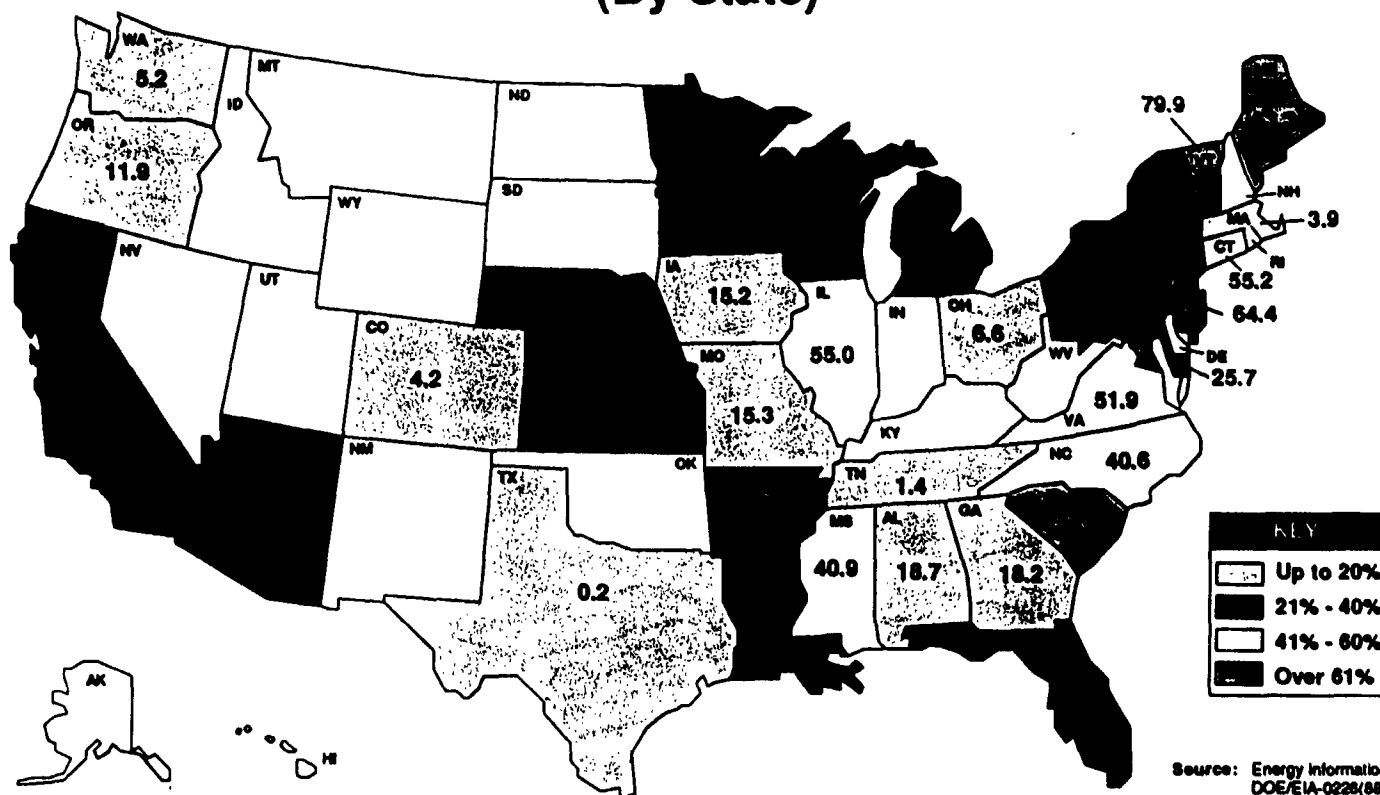 (By State)
WA
5.2
MT
ND
ID
OR
11.9
79.9
VT
SD
WY
NH
MA
3.9
CT
RI
55.2
NV
UT
IA
15.2
IL
55.0
IN
OH
6.6
64.4
CO
4.2
MO
15.3
WV
DE
25.7
51.9
VA
KY
NM
OK
NC
40.6
TN
1.4
TX
0.2
MS
40.9
AL
18.7
GA
18.2
KEY
Up to 20%
21% - 40%
41% - 60%
Over 61%
AK
HI
Source: Energy Informatio
DOE/EIA-0226(89